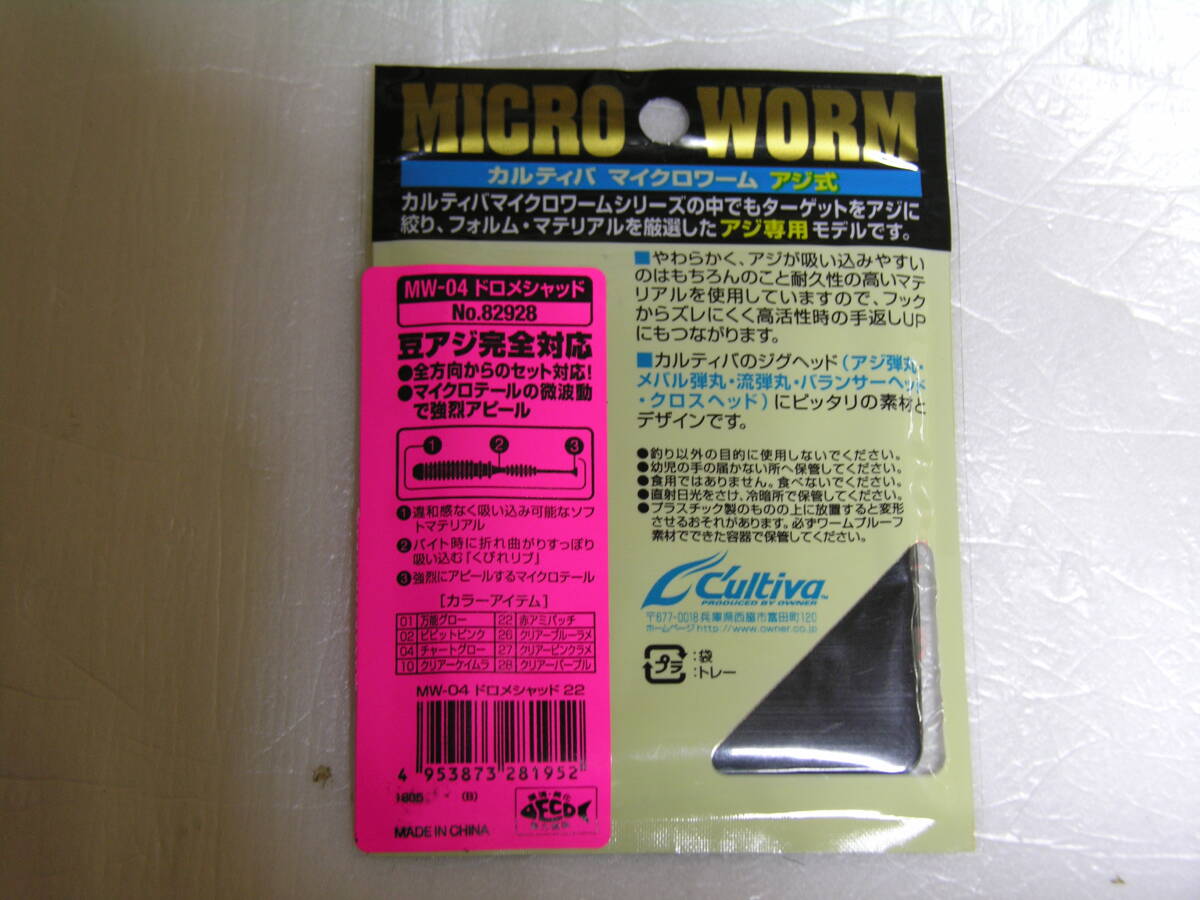 MICRO WORM
カルティバ マイクロワーム アジ式
カルティバマイクロワームシリーズの中でもターゲットをアジに
絞り、フォルム・マテリアルを厳選したアジ専用モデルです。
■やわらかく、アジが吸い込みやすい
のはもちろんのこと耐久性の高いマテ
リアルを使用していますので、フック
からズレにくく高活性時の手返しUP
にもつながります。
■カルティバのジグヘッド(アジ弾丸・
メバル弾丸・流弾丸・バランサーヘッド
・クロスヘッド)にピッタリの素材と
デザインです。
●釣り以外の目的に使用しないでください。
●幼児の手の届かない所へ保管してください。
●食用ではありません。食べないでください。
●直射日光をさけ、冷暗所で保管してください。
●プラスチック製のものの上に放置すると変形
させるおそれがあります。必ずワームプルーフ
素材でできた容器で保管してください。
C'ultiva™
PRODUCED BY OWNER
〒677-0018 兵庫県西脇市富田町120
ホームページ http://www.owner.co.jp
プラ
:袋
:トレー
MW-04 ドロメシャッド
No.82928
豆アジ完全対応
●全方向からのセット対応!
●マイクロテールの微波動
で強烈アピール
1 2 3
1 違和感なく吸い込み可能なソフ
トマテリアル
2 バイト時に折れ曲がりすっぽり
吸い込む「くびれリブ」
3 強烈にアピールするマイクロテール
[カラーアイテム]
01 万能グロー 22 赤アミパッチ
02 ビビットピンク 26 クリアーブルーラメ
04 チャートグロー 27 クリアーピンクラメ
10 クリアーケイムラ 28 クリアーパープル
MW-04 ドロメシャッド 22
4 953873 281952
(B)
ECO
MADE IN CHINA